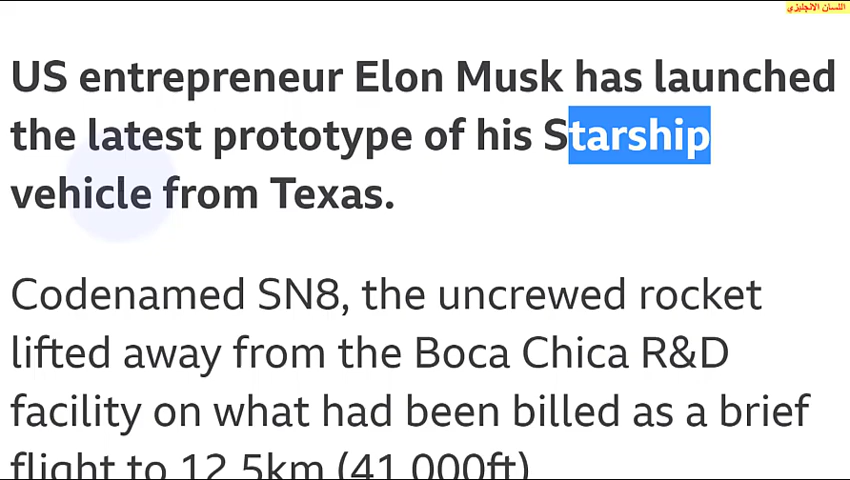 اللسان الانجليزي
US entrepreneur Elon Musk has launched
the latest prototype of his Starship
vehicle from Texas.
Codenamed SN8, the uncrewed rocket
lifted away from the Boca Chica R&D
facility on what had been billed as a brief
flight to 12.5km (41,000ft)